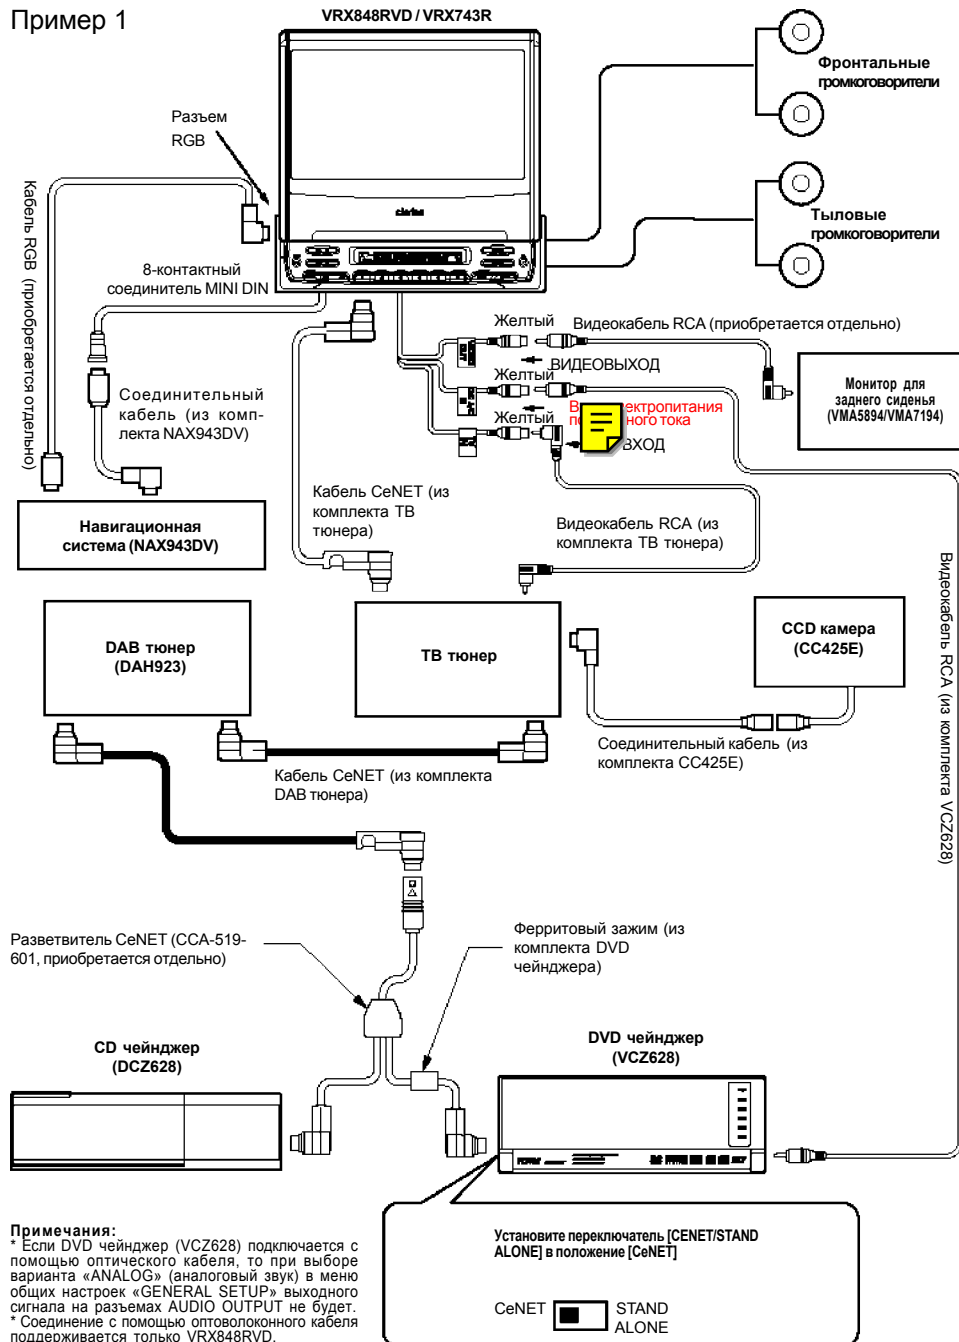 Пример 1
VRX848RVD / VRX743R
Фронтальные
громкоговорители
Разъем
RGB
Кабель RGB (приобретается отдельно)
clarion
Тыловые
громкоговорители
8-контактный
соединитель MINI DIN
Желтый
Видеокабель RCA (приобретается отдельно)
ВИДЕОВЫХОД
Желтый
Желтый
ВХОД
Монитор для
заднего сиденья
(VMA5894/VMA7194)
Соединительный
кабель (из комп-
лекта NAX943DV)
Кабель CeNET (из
комплекта ТВ
тюнера)
Видеокабель RCA (из
комплекта ТВ тюнера)
Навигационная
система (NAX943DV)
Видеокабель RCA (из комплекта VCZ628)
DAB тюнер
(DAH923)
ТВ тюнер
CCD камера
(CC425E)
Соединительный кабель (из
комплекта CC425E)
Кабель CeNET (из комплекта
DAB тюнера)
Разветвитель CeNET (CCA-519-
601, приобретается отдельно)
Ферритовый зажим (из
комплекта DVD
чейнджера)
CD чейнджер
(DCZ628)
DVD чейнджер
(VCZ628)
Примечания:
* Если DVD чейнджер (VCZ628) подключается с
помощью оптического кабеля, то при выборе
варианта «ANALOG» (аналоговый звук) в меню
общих настроек «GENERAL SETUP» выходного
сигнала на разъемах AUDIO OUTPUT не будет.
* Соединение с помощью оптоволоконного кабеля
поддерживается только VRX848RVD.
Установите переключатель [CENET/STAND
ALONE] в положение [CeNET]
CeNET STAND
ALONE